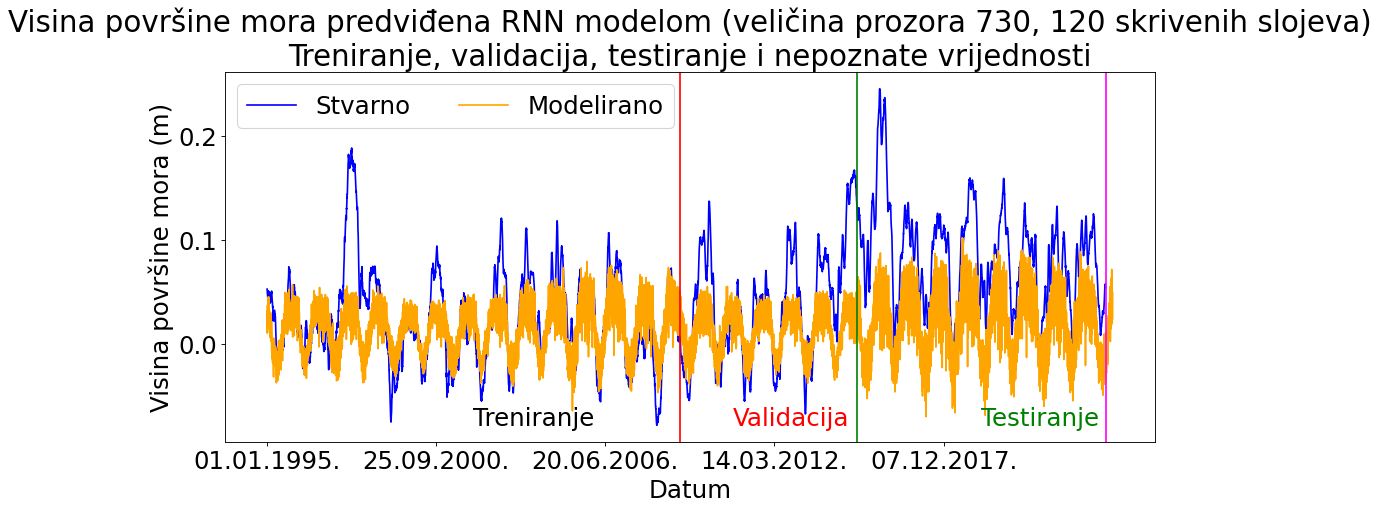 Visina površine mora predviđena RNN modelom (veličina prozora 730, 120 skrivenih slojeva)
Treniranje, validacija, testiranje i nepoznate vrijednosti
Stvarno Modelirano
Visina površine mora (m)
0.2
0.1
0.0
Treniranje Validacija Testiranje
01.01.1995. 25.09.2000. 20.06.2006. 14.03.2012. 07.12.2017.
Datum